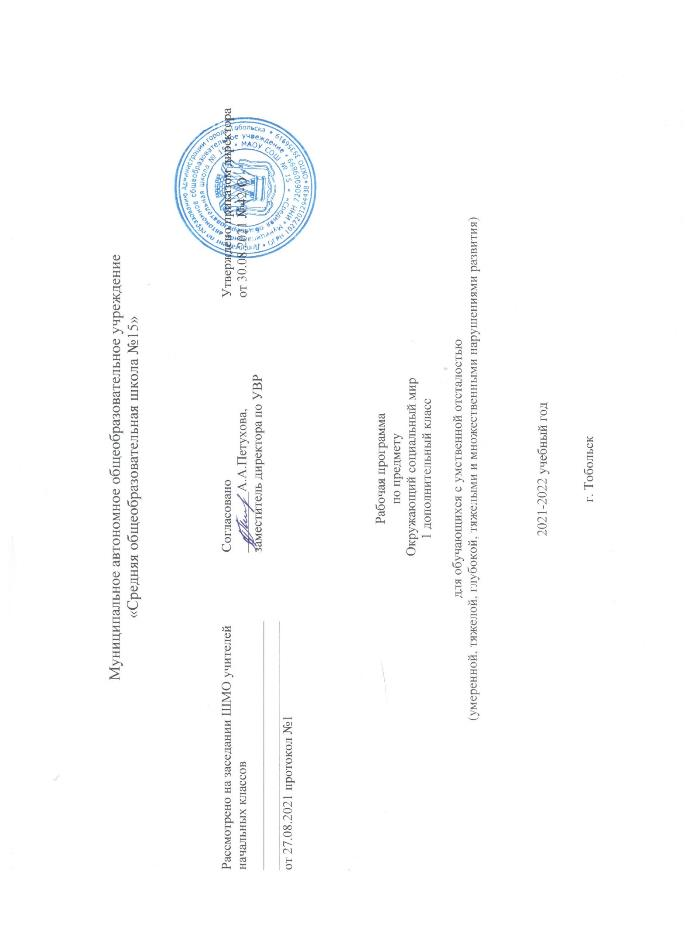 Муниципальное автономное общеобразовательное учреждение
«Средняя общеобразовательная школа №15»
Рассмотрено на заседании ШМО учителей
начальных классов
от 27.08.2021 протокол №1
Согласовано
А.А.Петухова,
заместитель директора по УВР
Утверждено приказом директора
от 30.08.2021
МАОУ СОШ № 15
Рабочая программа
по предмету
Окружающий социальный мир
1 дополнительный класс
для обучающихся с умственной отсталостью
(умеренной, тяжелой, глубокой, тяжелыми и множественными нарушениями развития)
2021-2022 учебный год
г. Тобольск